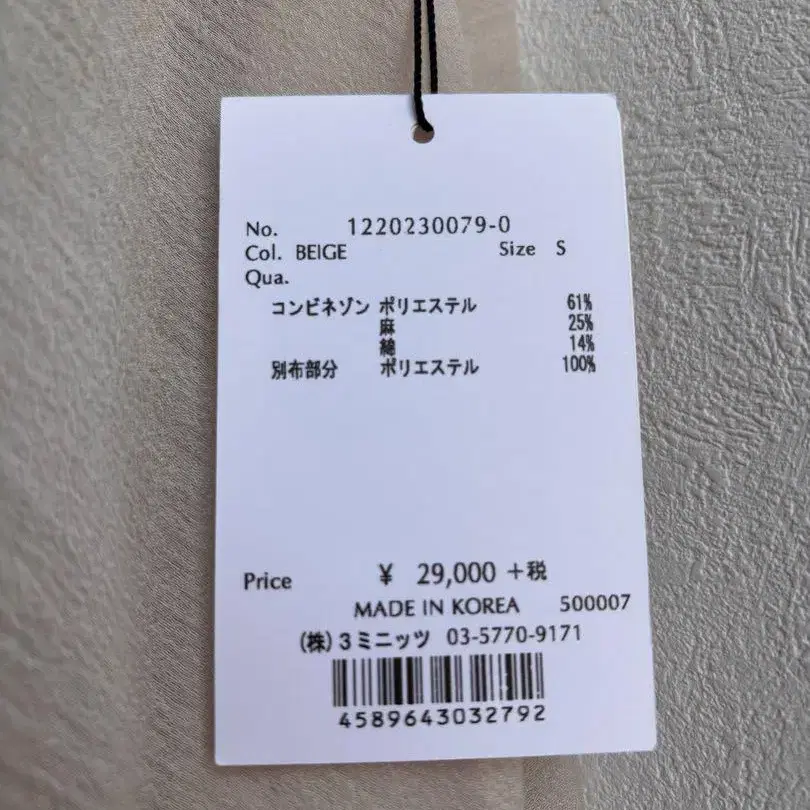 No. 1220230079-0
Col. BEIGE Size S
Qua.
コンビネゾン ポリエステル 61%
麻 25%
綿 14%
別布部分 ポリエステル 100%
Price ¥ 29,000 +税
MADE IN KOREA 500007
(株)3ミニッツ 03-5770-9171
4589643032792